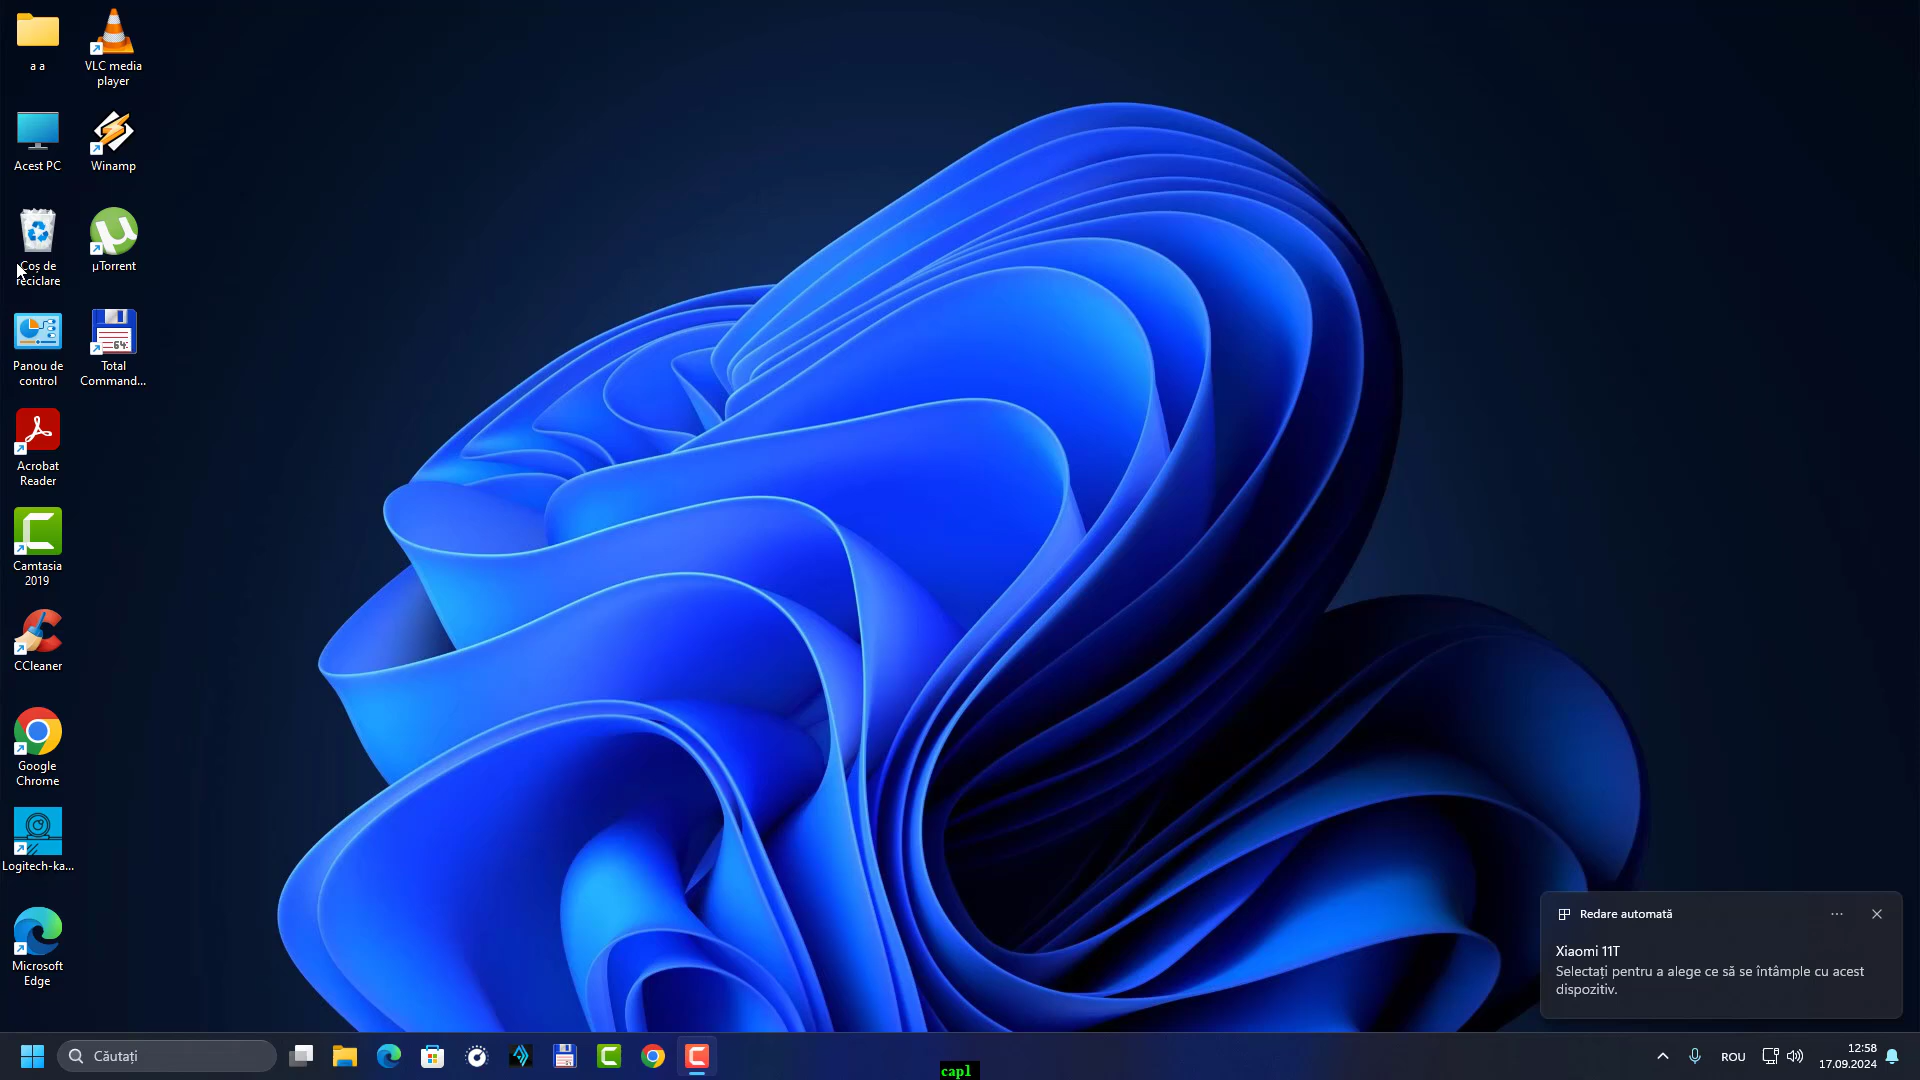 a a
VLC media
player
Acest PC
Winamp
Coș de
reciclare
µTorrent
Panou de
control
64
Total
Command...
Acrobat
Reader
Camtasia
2019
CCleaner
Google
Chrome
Logitech-ka...
Microsoft
Edge
Redare automată
Xiaomi 11T
Selectați pentru a alege ce să se întâmple cu acest
dispozitiv.
Căutați
cap1
ROU
12:58
17.09.2024